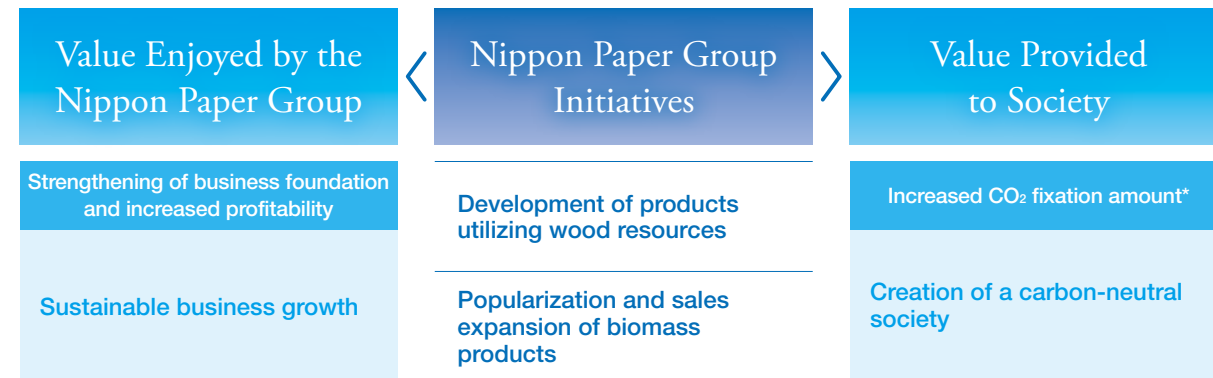 Value Enjoyed by the
Nippon Paper Group
Nippon Paper Group
Initiatives
Value Provided
to Society
Strengthening of business foundation
and increased profitability
Sustainable business growth
Development of products
utilizing wood resources
Popularization and sales
expansion of biomass
products
Increased CO₂ fixation amount*
Creation of a carbon-neutral
society